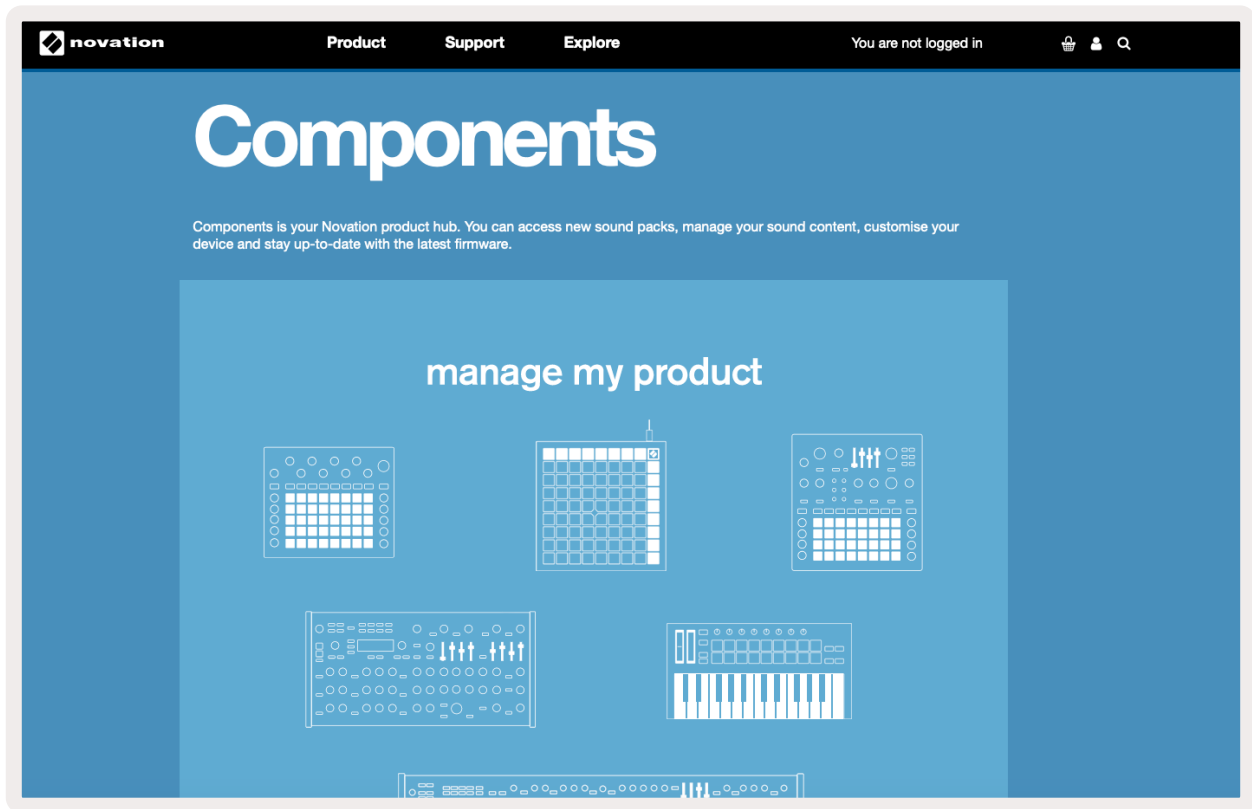 novation
Product
Support
Explore
You are not logged in
Components
Components is your Novation product hub. You can access new sound packs, manage your sound content, customise your
device and stay up-to-date with the latest firmware.
manage my product